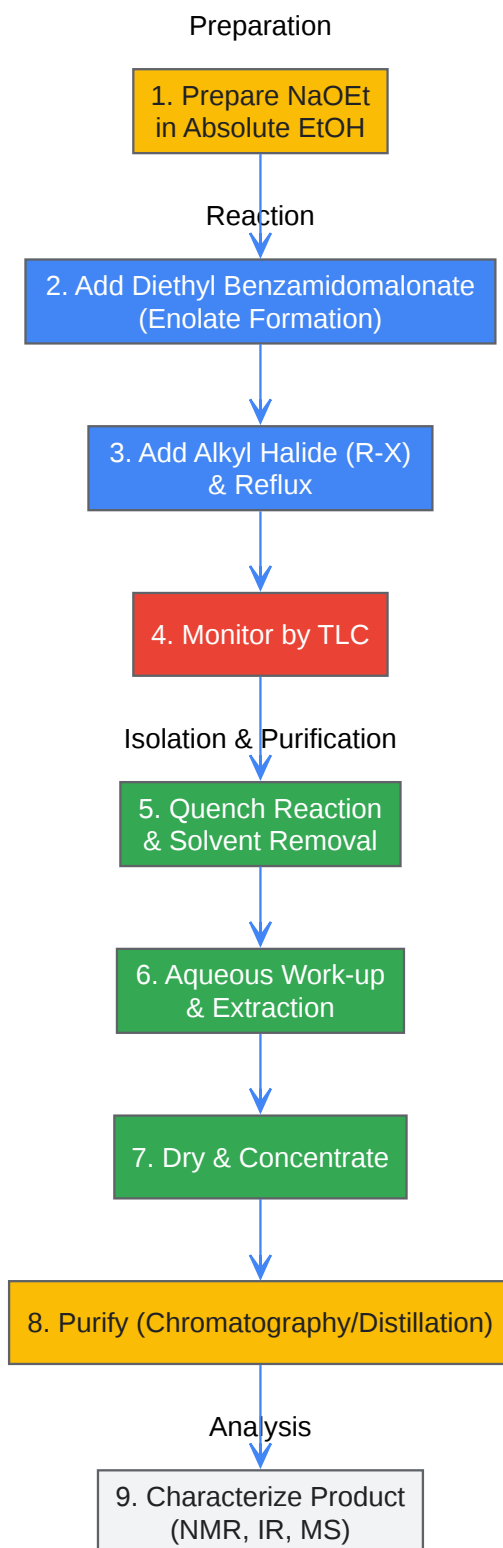 Preparation
1. Prepare NaOEt
in Absolute EtOH
Reaction
2. Add Diethyl Benzamidomalonate
(Enolate Formation)
3. Add Alkyl Halide (R-X)
& Reflux
4. Monitor by TLC
Isolation & Purification
5. Quench Reaction
& Solvent Removal
6. Aqueous Work-up
& Extraction
7. Dry & Concentrate
8. Purify (Chromatography/Distillation)
Analysis
9. Characterize Product
(NMR, IR, MS)